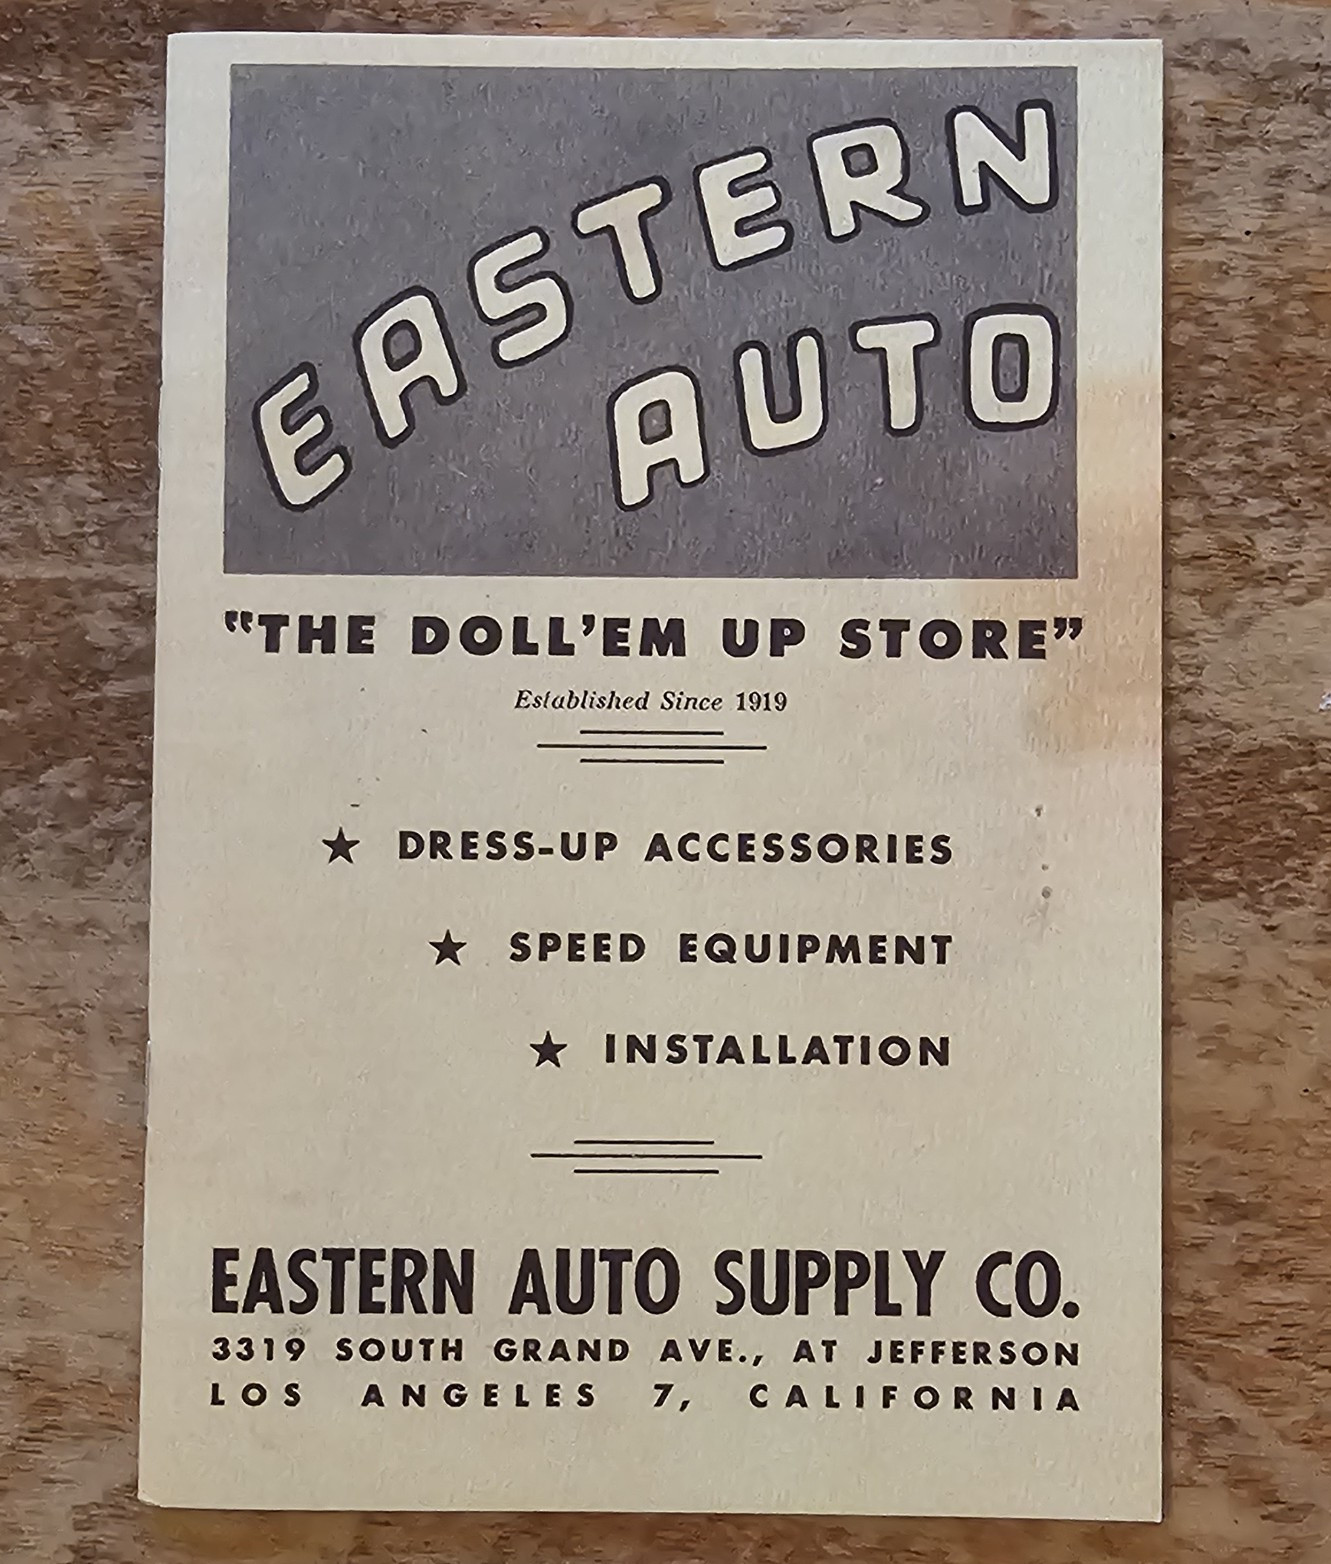 EASTERN
AUTO
"THE DOLL'EM UP STORE"
Established Since 1919
★ DRESS-UP ACCESSORIES
★ SPEED EQUIPMENT
★ INSTALLATION
EASTERN AUTO SUPPLY CO.
3319 SOUTH GRAND AVE., AT JEFFERSON
LOS ANGELES 7, CALIFORNIA